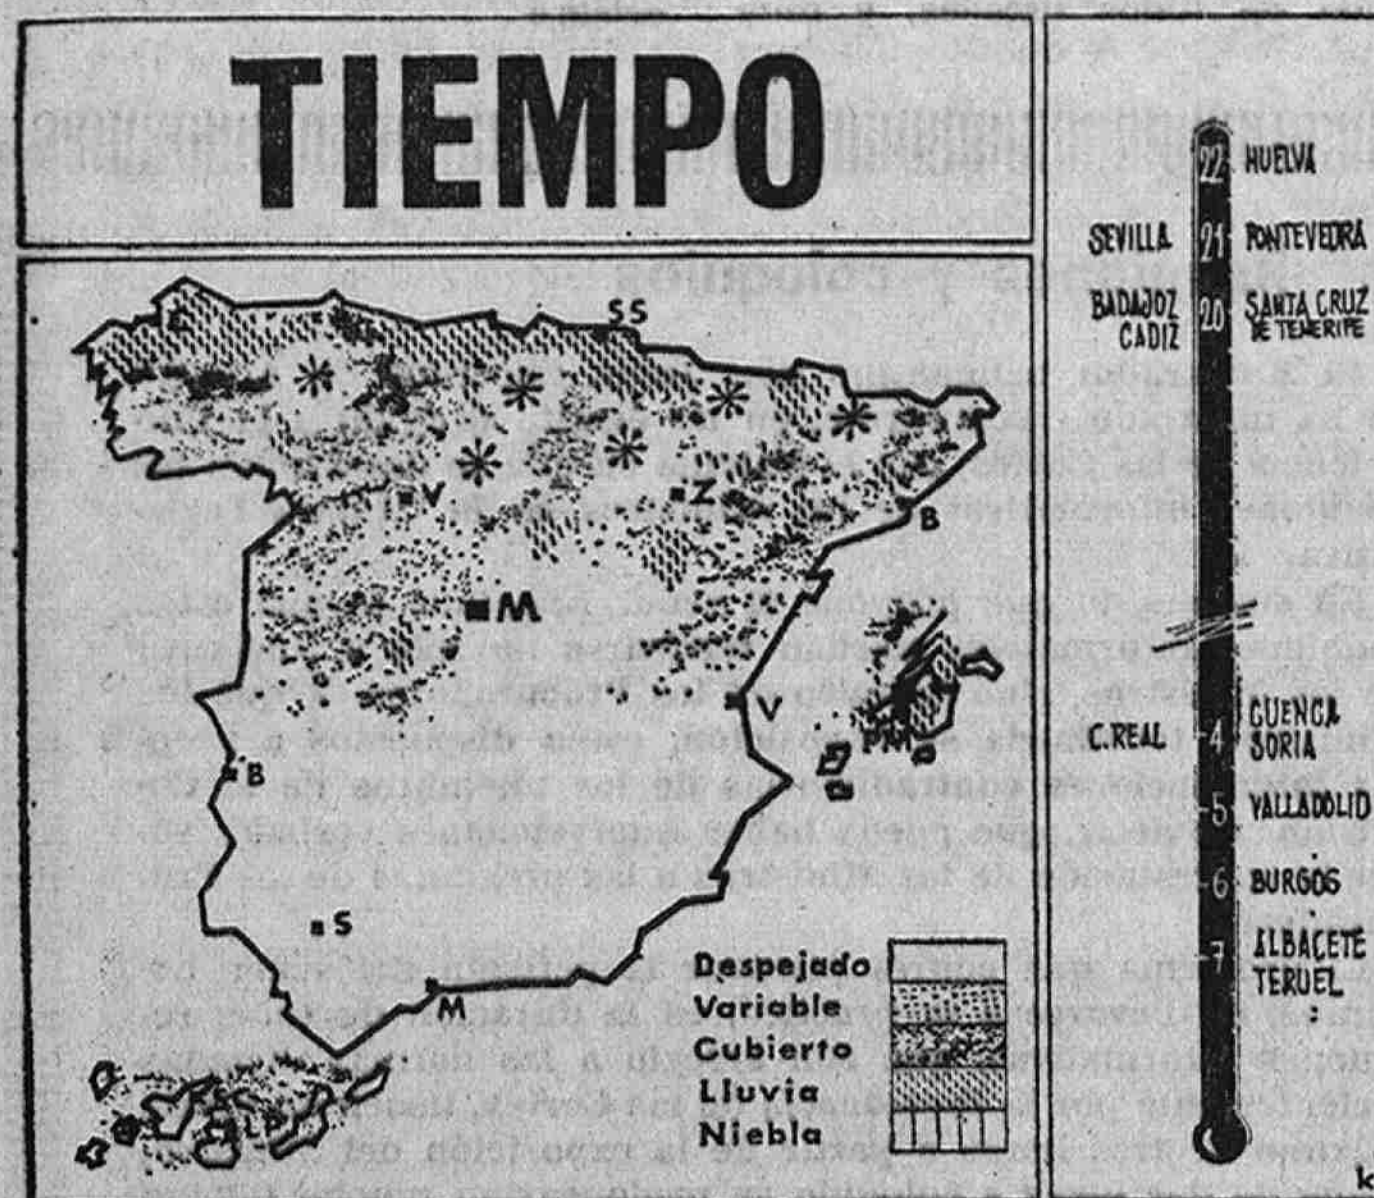 TIEMPO
SS
V
Z
B
M
V
PM
B
S
M
Despejado
Variable
Cubierto
Lluvia
Niebla
22 HUELVA
SEVILLA 21 PONTEVEDRA
BADAJOZ 20 SANTA CRUZ
CADIZ DE TENERIFE
CUENCA
C.REAL -4 SORIA
-5 VALLADOLID
-6 BURGOS
-7 ALBACETE
TERUEL
k